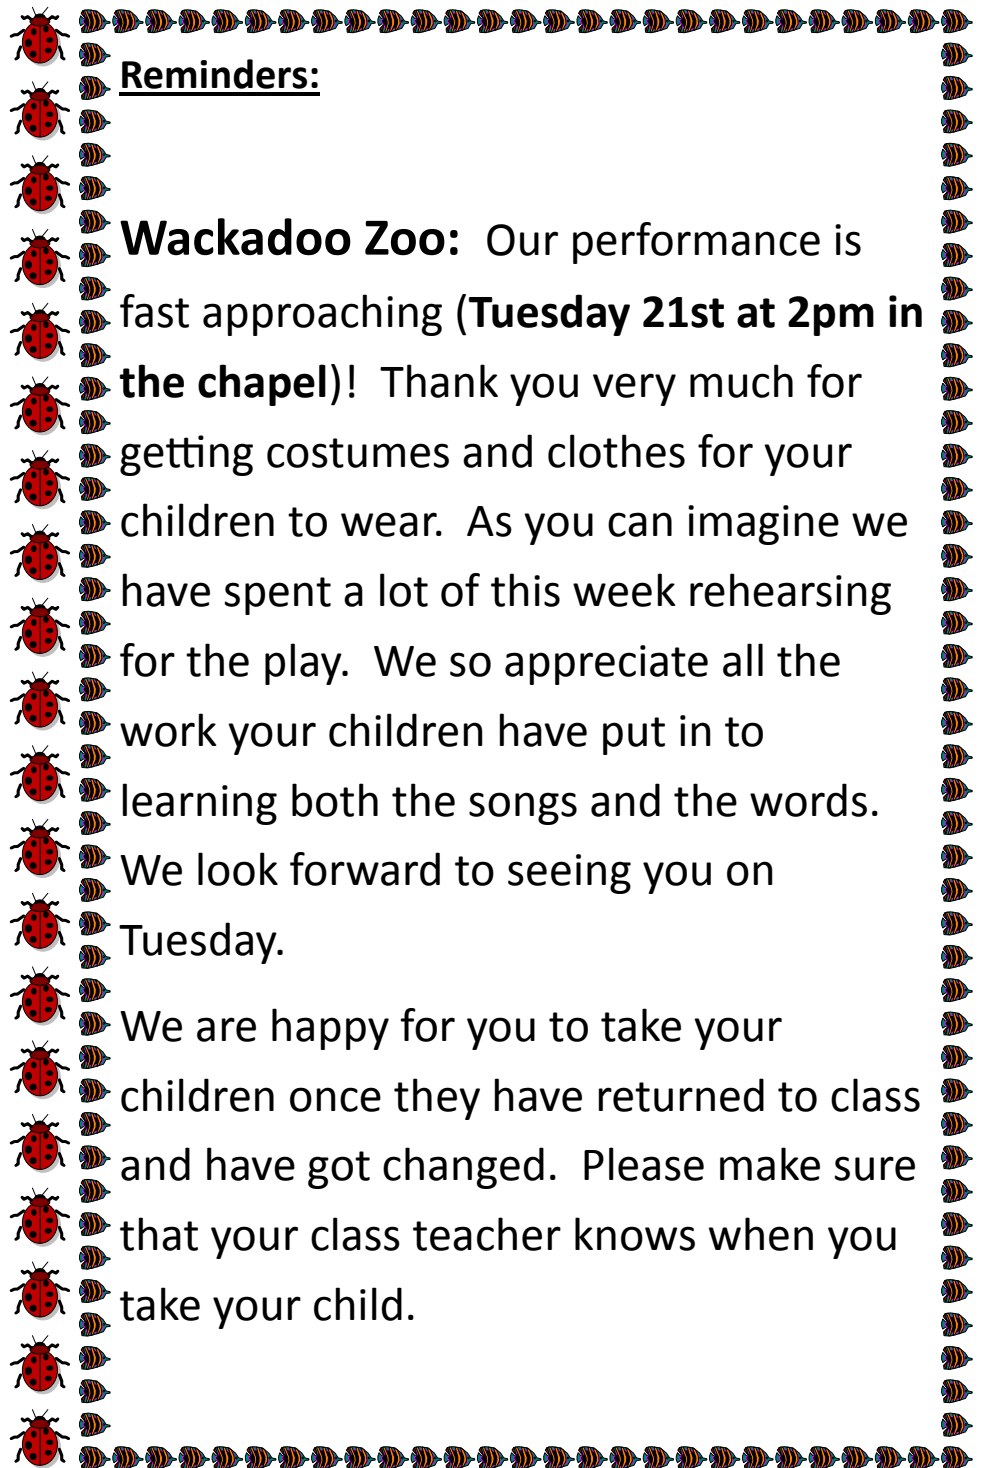 Reminders:
Wackadoo Zoo:  Our performance is
fast approaching (Tuesday 21st at 2pm in
the chapel)!  Thank you very much for
getting costumes and clothes for your
children to wear.  As you can imagine we
have spent a lot of this week rehearsing
for the play.  We so appreciate all the
work your children have put in to
learning both the songs and the words.
We look forward to seeing you on
Tuesday.
We are happy for you to take your
children once they have returned to class
and have got changed.  Please make sure
that your class teacher knows when you
take your child.